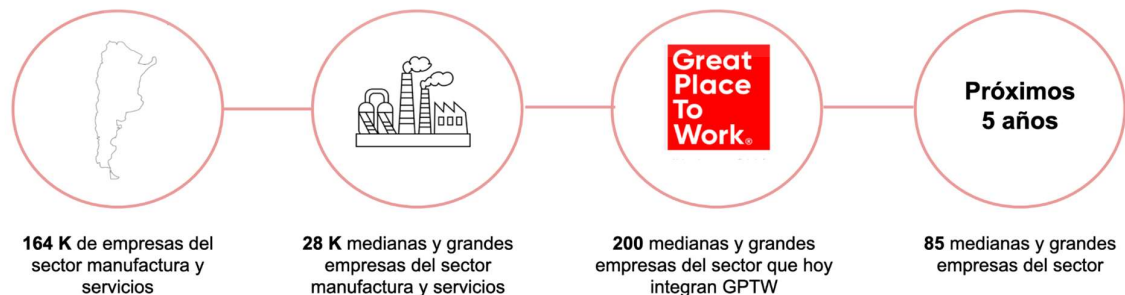 Great
Place
To
Work®
Próximos
5 años
164 K de empresas del
sector manufactura y
servicios
28 K medianas y grandes
empresas del sector
manufactura y servicios
200 medianas y grandes
empresas del sector que hoy
integran GPTW
85 medianas y grandes
empresas del sector